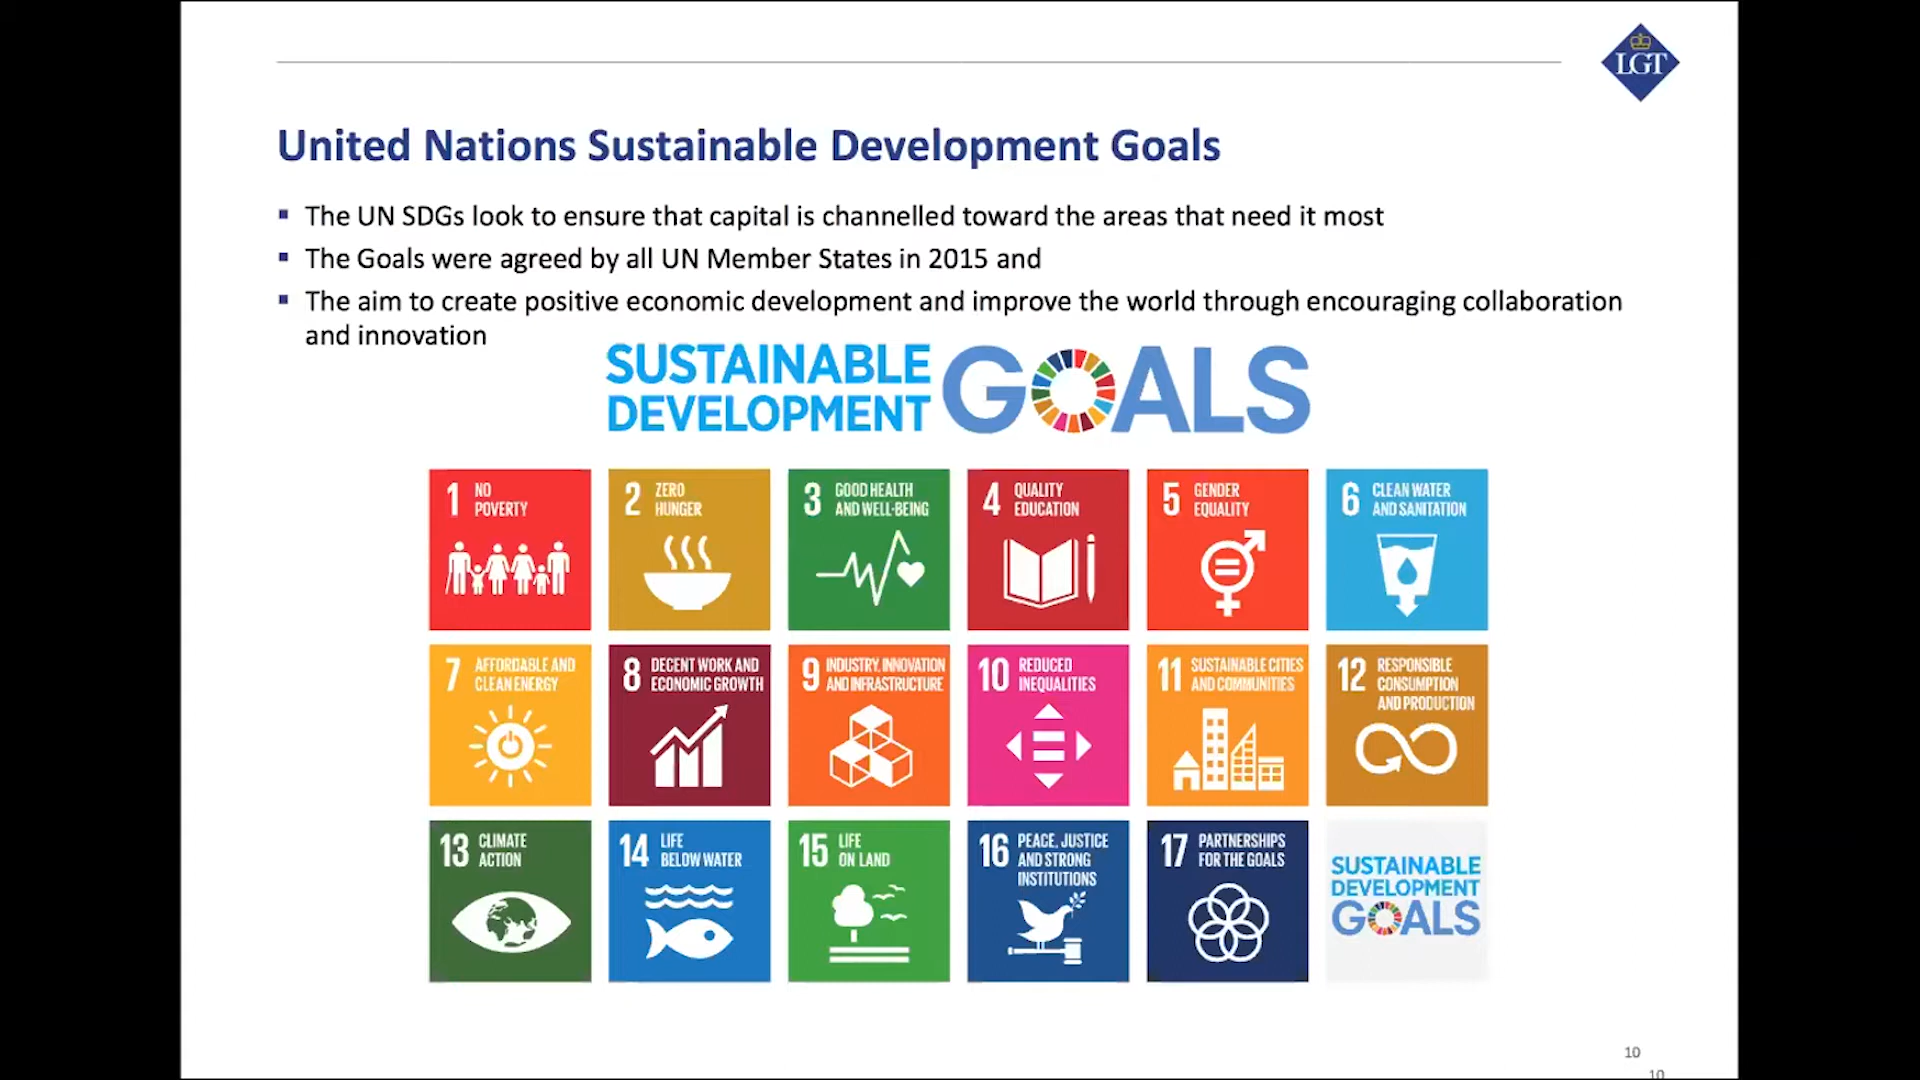 LGT
United Nations Sustainable Development Goals
▪ The UN SDGs look to ensure that capital is channelled toward the areas that need it most
▪ The Goals were agreed by all UN Member States in 2015 and
▪ The aim to create positive economic development and improve the world through encouraging collaboration
and innovation
SUSTAINABLE
DEVELOPMENT
GOALS
1 NO
POVERTY
2 ZERO
HUNGER
3 GOOD HEALTH
AND WELL-BEING
4 QUALITY
EDUCATION
5 GENDER
EQUALITY
6 CLEAN WATER
AND SANITATION
7 AFFORDABLE AND
CLEAN ENERGY
8 DECENT WORK AND
ECONOMIC GROWTH
9 INDUSTRY, INNOVATION
AND INFRASTRUCTURE
10 REDUCED
INEQUALITIES
11 SUSTAINABLE CITIES
AND COMMUNITIES
12 RESPONSIBLE
CONSUMPTION
AND PRODUCTION
13 CLIMATE
ACTION
14 LIFE
BELOW WATER
15 LIFE
ON LAND
16 PEACE, JUSTICE
AND STRONG
INSTITUTIONS
17 PARTNERSHIPS
FOR THE GOALS
SUSTAINABLE
DEVELOPMENT
GOALS
10
10